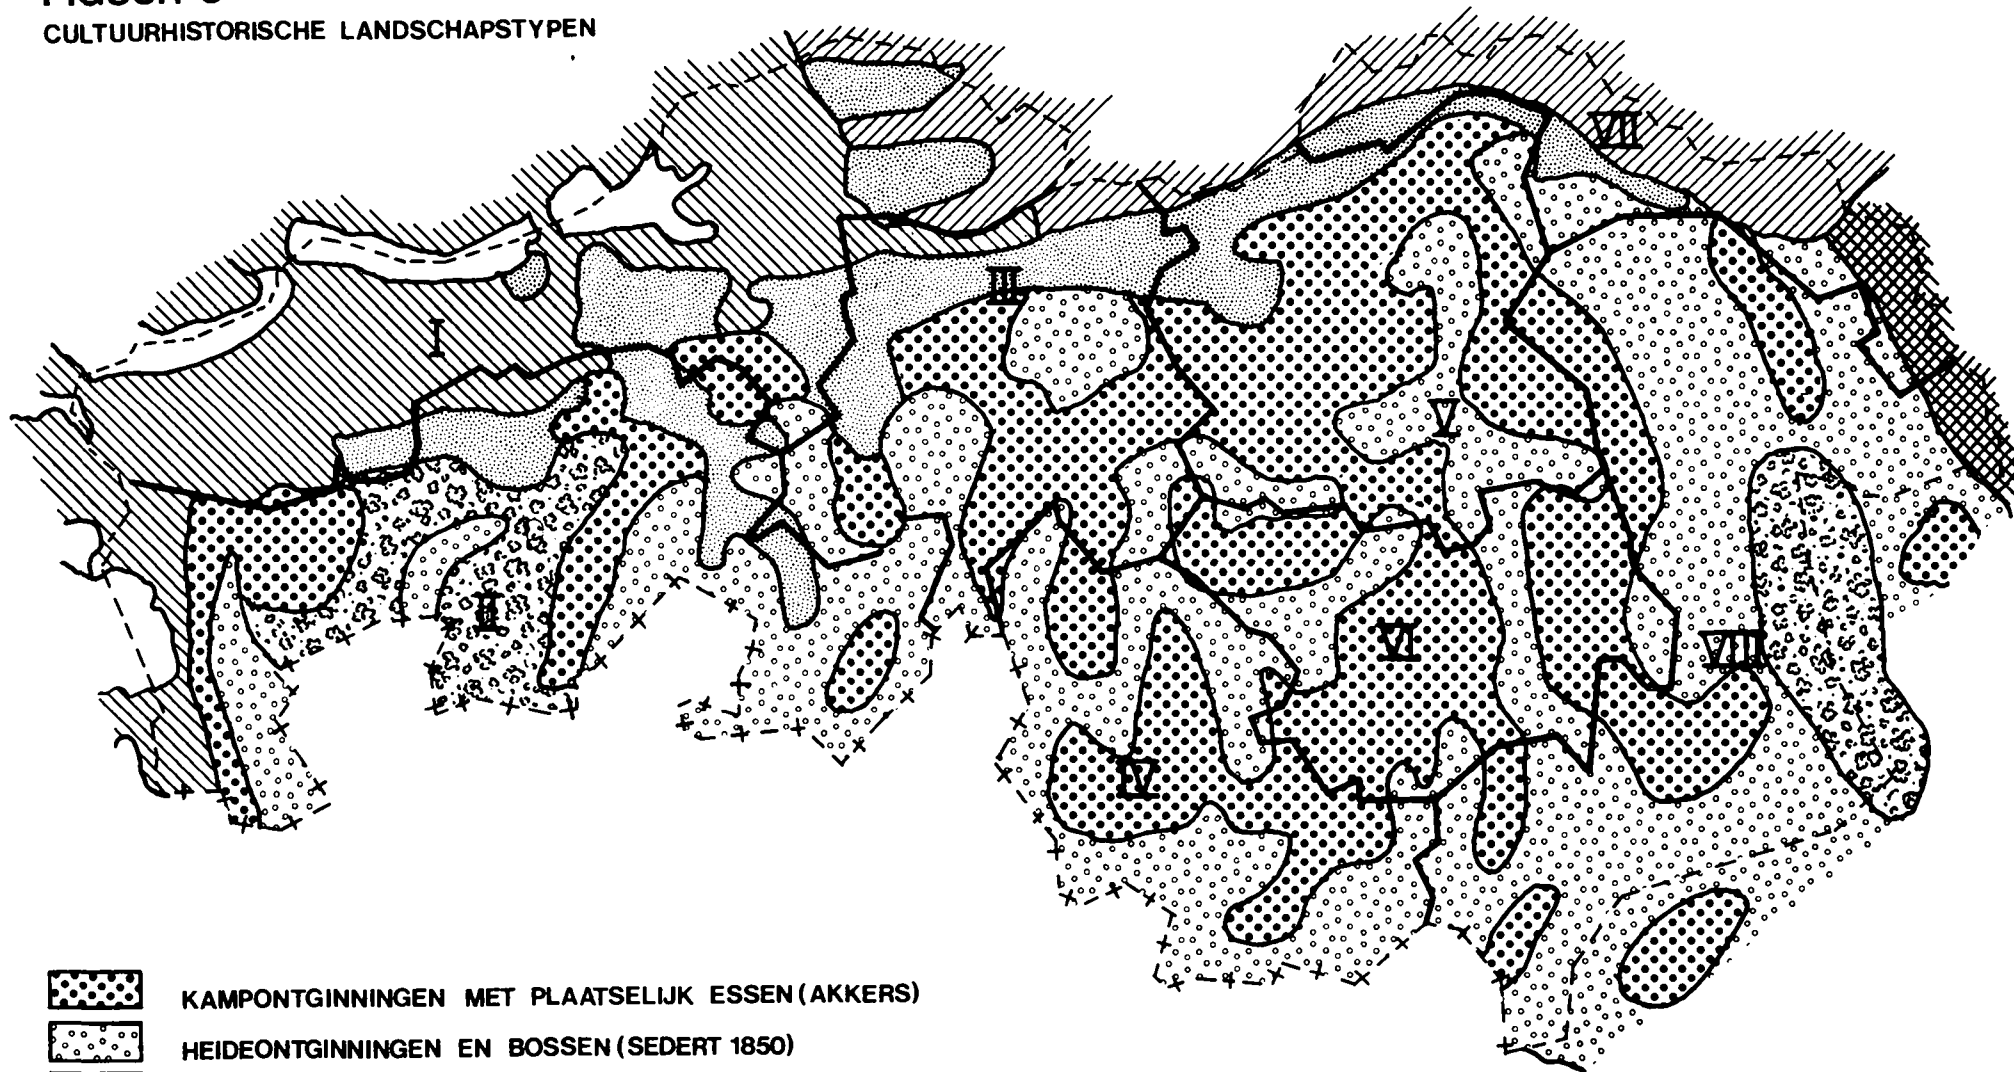 CULTUURHISTORISCHE LANDSCHAPSTYPEN
VII
III
I
V
II
VI
VIII
IV
KAMPONTGINNINGEN MET PLAATSELIJK ESSEN (AKKERS)
HEIDEONTGINNINGEN EN BOSSEN (SEDERT 1850)